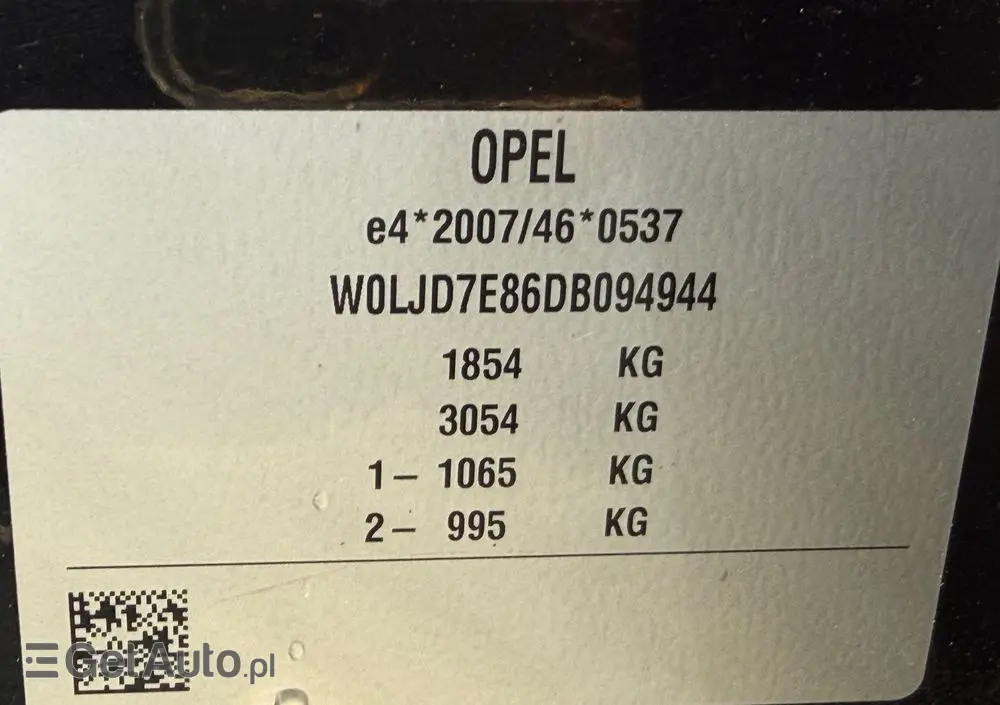 OPEL
e4*2007/46*0537
W0LJD7E86DB094944
1854 KG
3054 KG
1– 1065 KG
2– 995 KG
GetAuto.pl